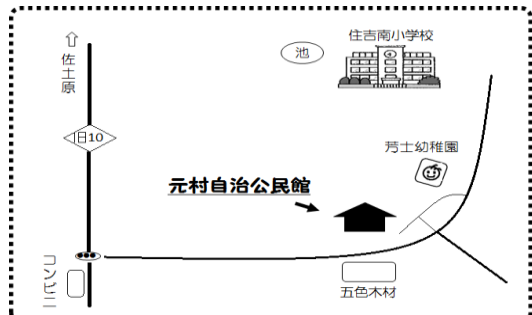 住吉南小学校
池
佐土原
旧10
芳士幼稚園
元村自治公民館
コンビニ
五色木材